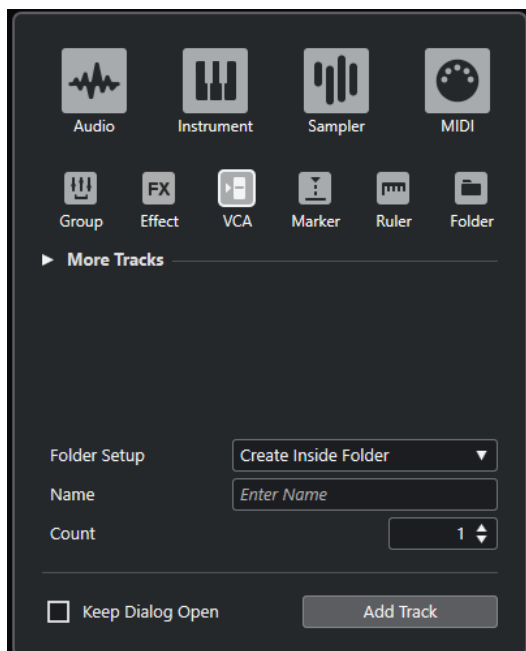 Audio Instrument Sampler MIDI
FX
Group Effect VCA Marker Ruler Folder
More Tracks
Folder Setup Create Inside Folder
Name Enter Name
Count 1
Keep Dialog Open Add Track